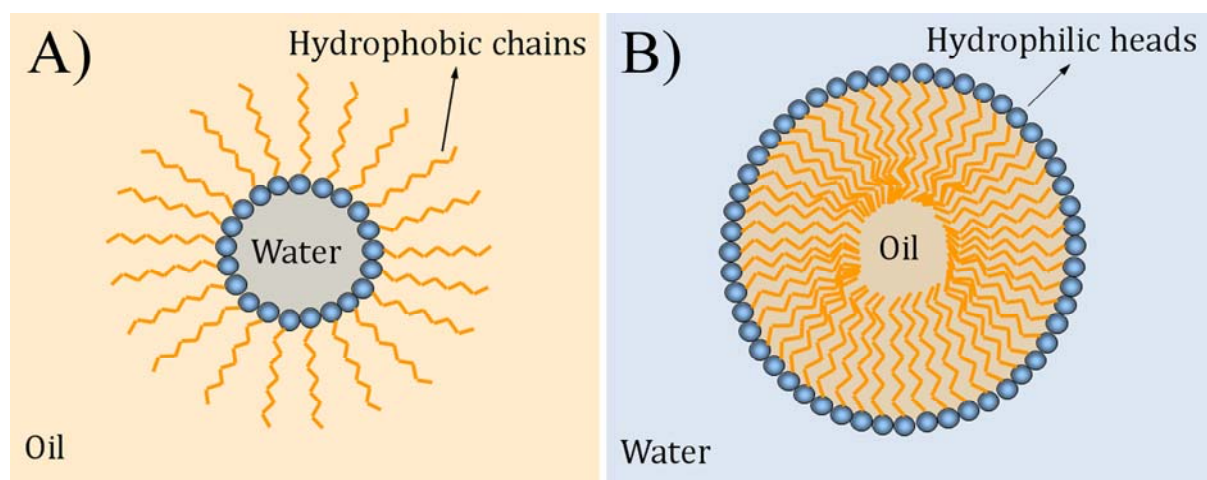 A)
Hydrophobic chains
Water
Oil
B)
Hydrophilic heads
Oil
Water